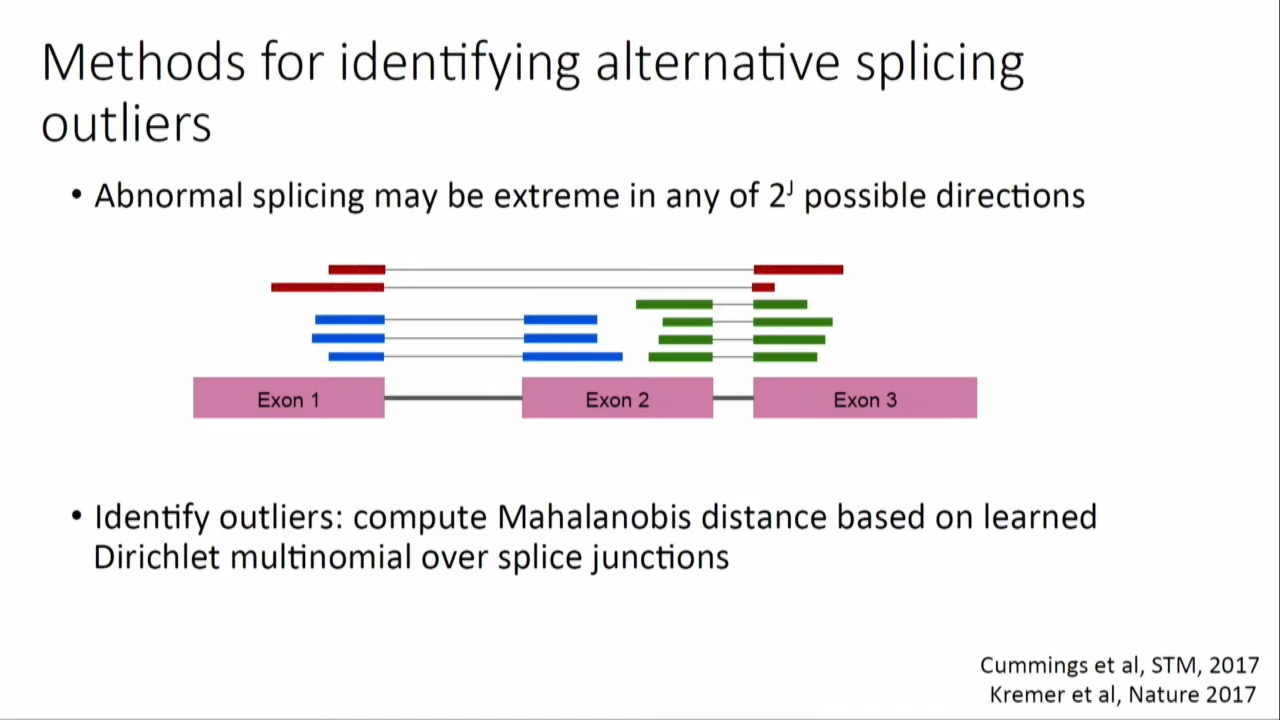 Methods for identifying alternative splicing
outliers
• Abnormal splicing may be extreme in any of 2ᴶ possible directions
Exon 1
Exon 2
Exon 3
• Identify outliers: compute Mahalanobis distance based on learned
Dirichlet multinomial over splice junctions
Cummings et al, STM, 2017
Kremer et al, Nature 2017